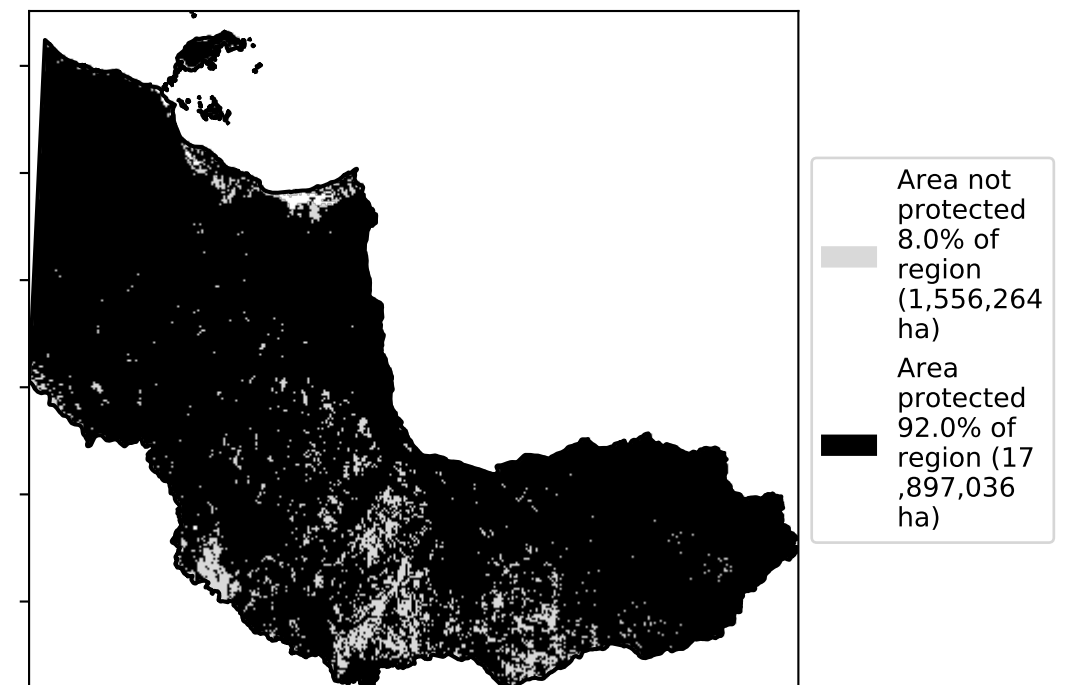 Area not
protected
8.0% of
region
(1,556,264
ha)
Area
protected
92.0% of
region (17
,897,036
ha)